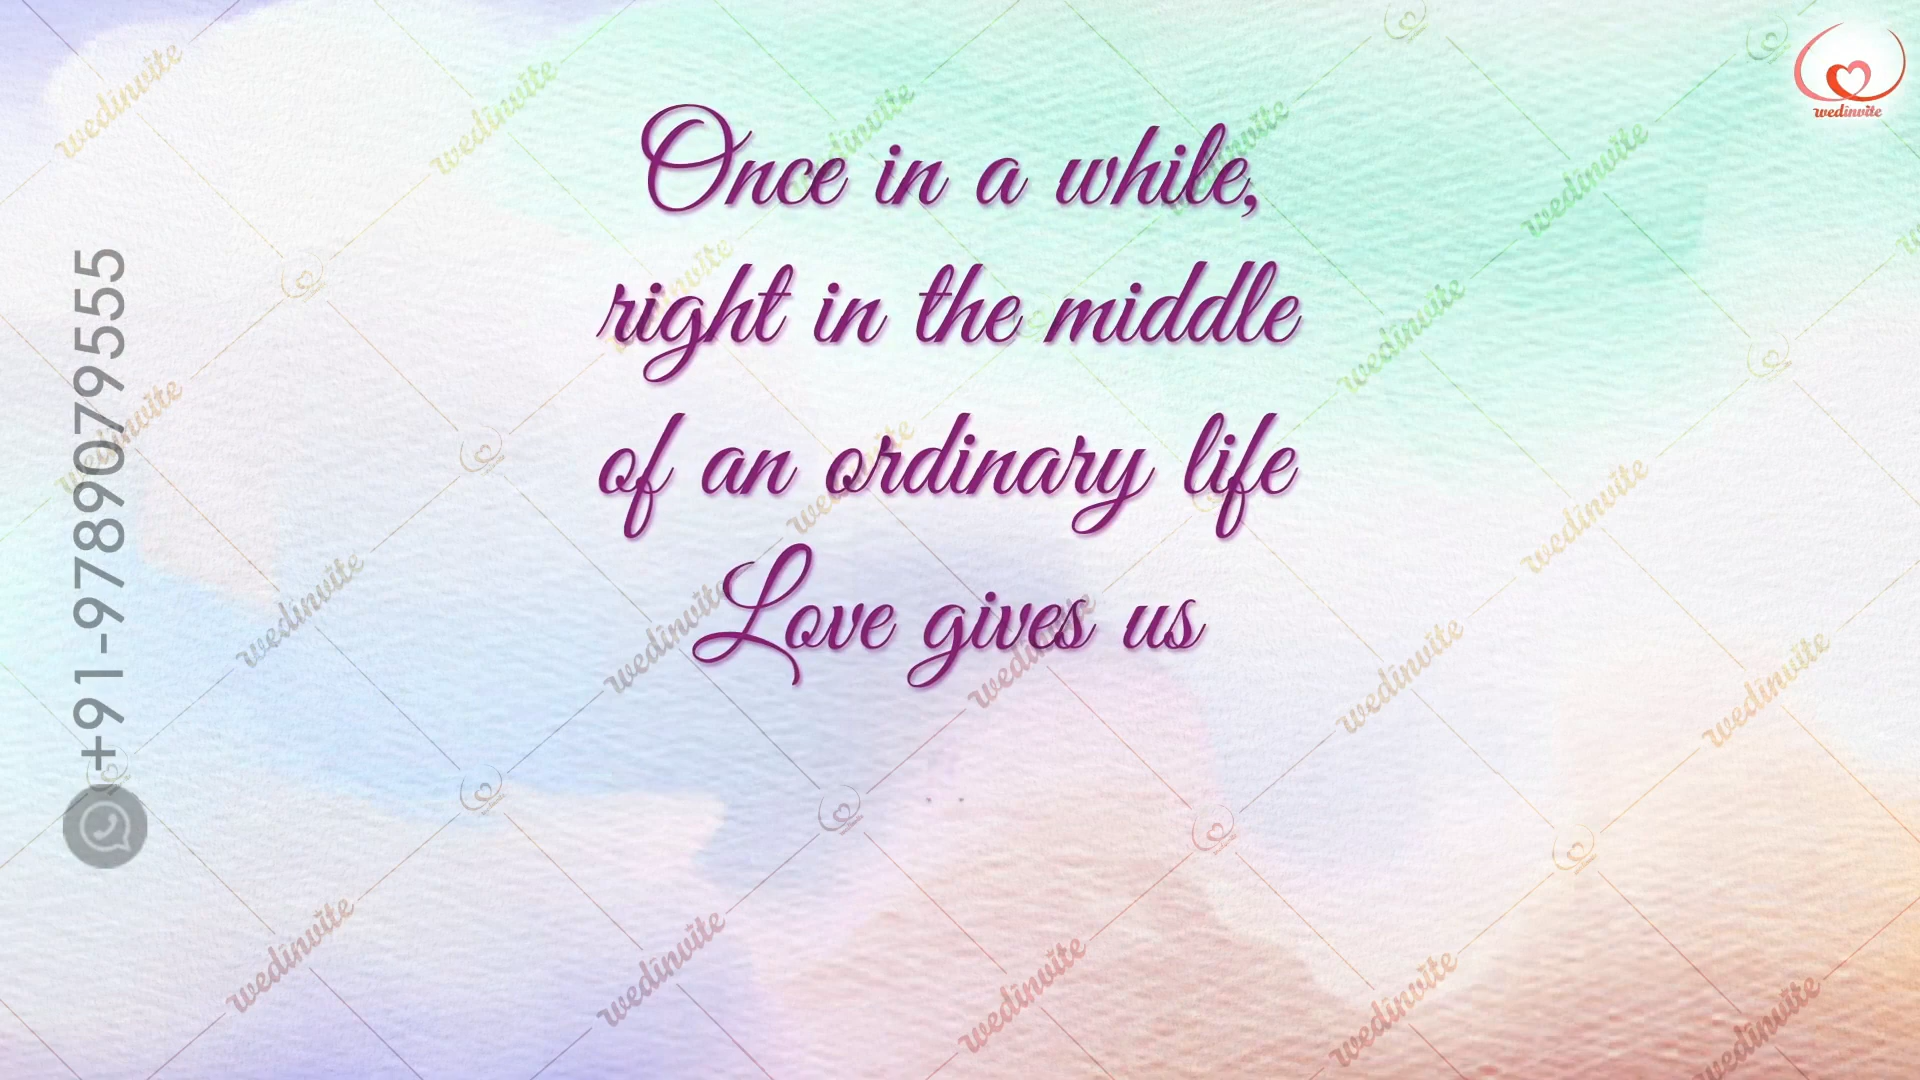 Once in a while,
right in the middle
of an ordinary life
Love gives us
+91-9789079555
wedinvite